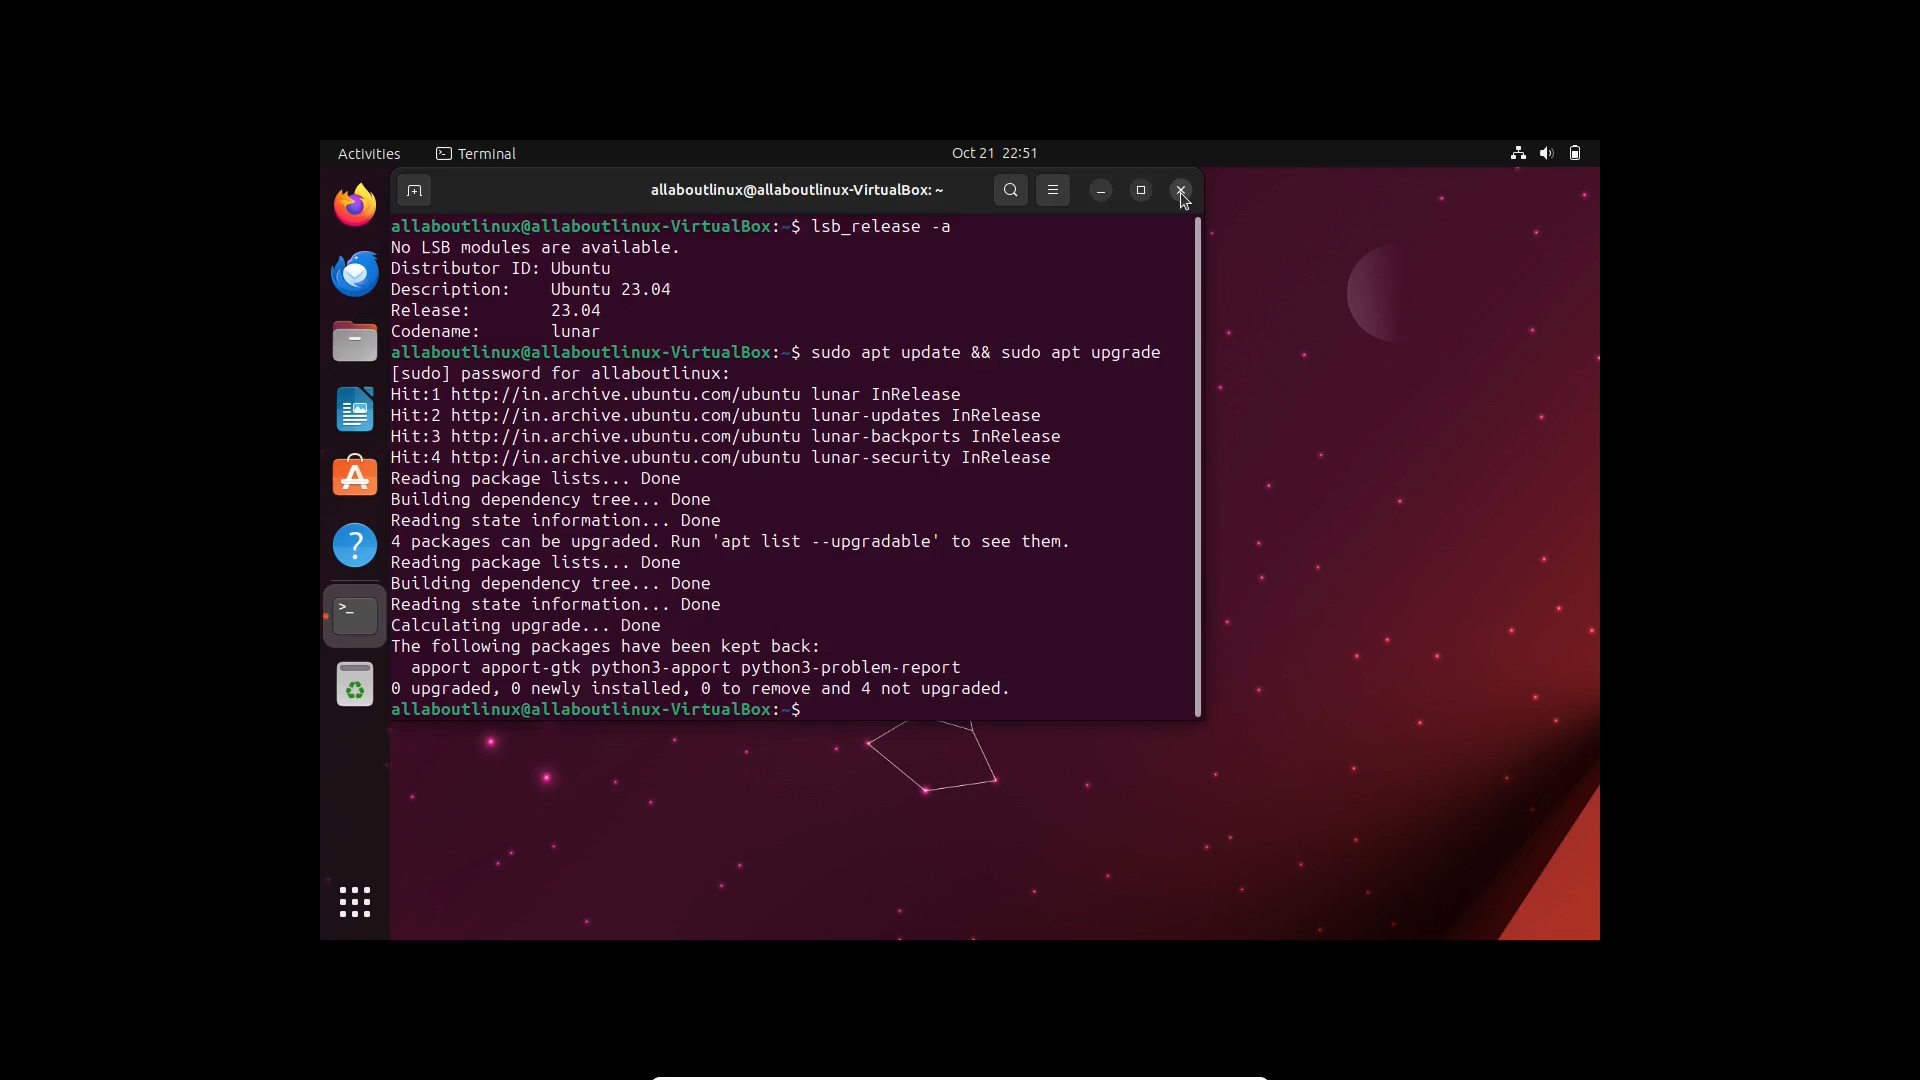 Activities Terminal Oct 21 22:51
allaboutlinux@allaboutlinux-VirtualBox: ~
allaboutlinux@allaboutlinux-VirtualBox:~$ lsb_release -a
No LSB modules are available.
Distributor ID: Ubuntu
Description:    Ubuntu 23.04
Release:        23.04
Codename:       lunar
allaboutlinux@allaboutlinux-VirtualBox:~$ sudo apt update && sudo apt upgrade
[sudo] password for allaboutlinux:
Hit:1 http://in.archive.ubuntu.com/ubuntu lunar InRelease
Hit:2 http://in.archive.ubuntu.com/ubuntu lunar-updates InRelease
Hit:3 http://in.archive.ubuntu.com/ubuntu lunar-backports InRelease
Hit:4 http://in.archive.ubuntu.com/ubuntu lunar-security InRelease
Reading package lists... Done
Building dependency tree... Done
Reading state information... Done
4 packages can be upgraded. Run 'apt list --upgradable' to see them.
Reading package lists... Done
Building dependency tree... Done
Reading state information... Done
Calculating upgrade... Done
The following packages have been kept back:
  apport apport-gtk python3-apport python3-problem-report
0 upgraded, 0 newly installed, 0 to remove and 4 not upgraded.
allaboutlinux@allaboutlinux-VirtualBox:~$